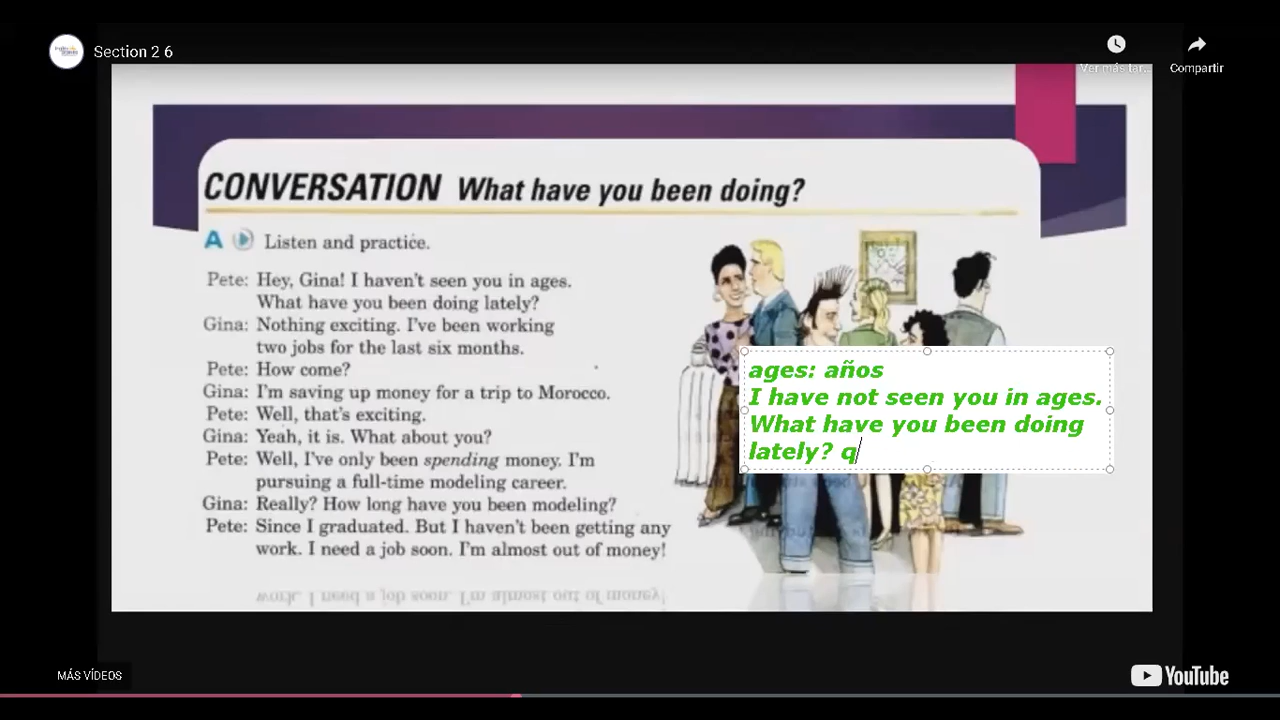 Section 2 6
Ver más tar...
Compartir
CONVERSATION What have you been doing?
A Listen and practice.
Pete: Hey, Gina! I haven't seen you in ages.
What have you been doing lately?
Gina: Nothing exciting. I've been working
two jobs for the last six months.
Pete: How come?
Gina: I'm saving up money for a trip to Morocco.
Pete: Well, that's exciting.
Gina: Yeah, it is. What about you?
Pete: Well, I've only been spending money. I'm
pursuing a full-time modeling career.
Gina: Really? How long have you been modeling?
Pete: Since I graduated. But I haven't been getting any
work. I need a job soon. I'm almost out of money!
ages: años
I have not seen you in ages.
What have you been doing
lately? q
MÁS VÍDEOS
YouTube